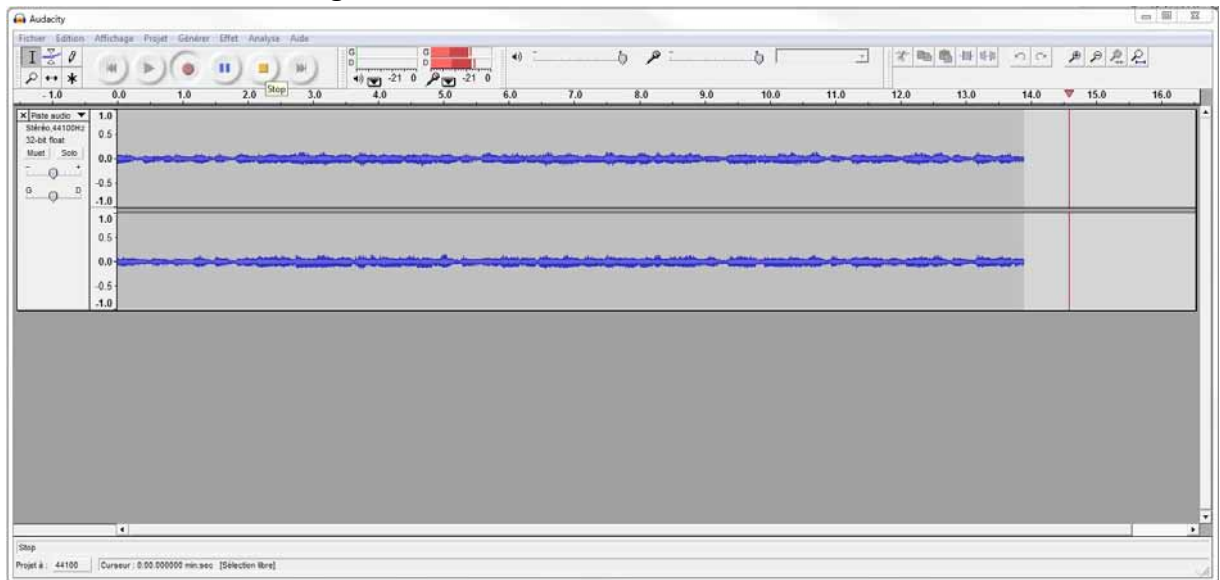 Audacity
Fichier Edition Affichage Projet Générer Effet Analyse Aide
G G
D D
-21 0 -21 0
Stop
- 1.0 0.0 1.0 2.0 3.0 4.0 5.0 6.0 7.0 8.0 9.0 10.0 11.0 12.0 13.0 14.0 15.0 16.0
X Piste audio 1.0
Stéréo,44100Hz 0.5
32-bit float
Muet Solo 0.0
- + -0.5
G D -1.0
1.0
0.5
0.0
-0.5
-1.0
Stop
Projet à : 44100 Curseur : 0:00.000000 min:sec [Sélection libre]